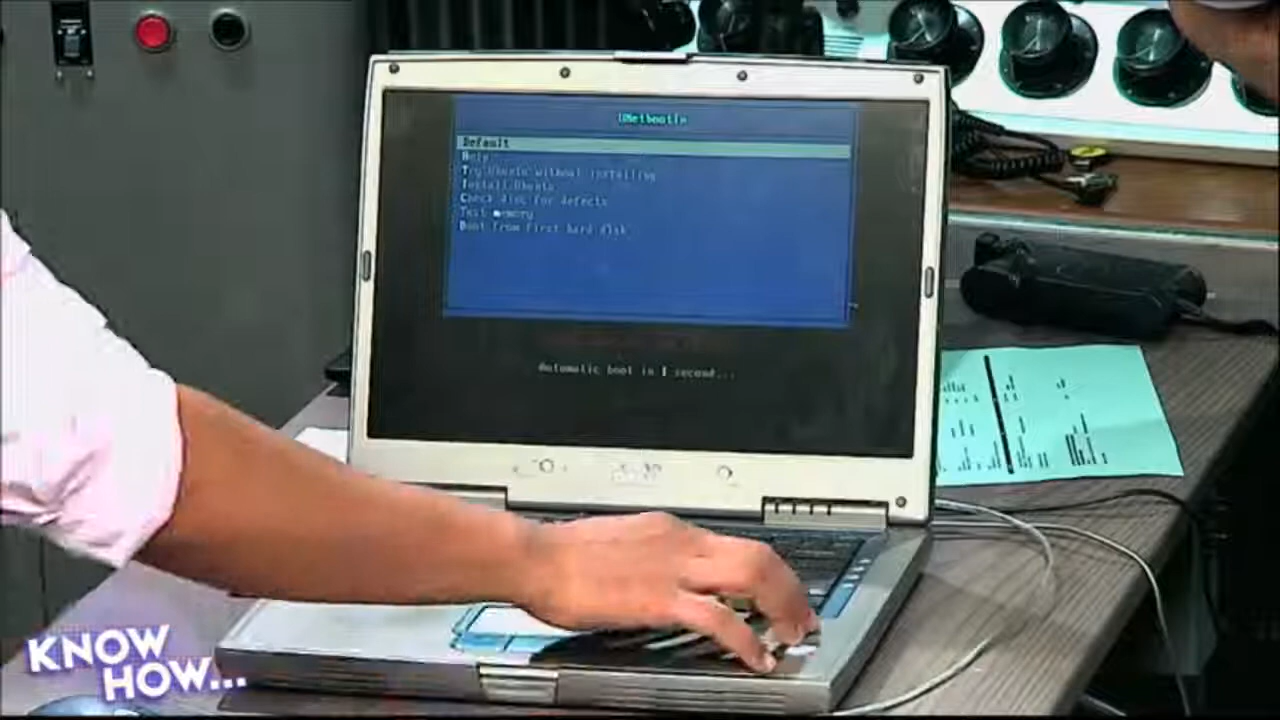 UNetbootin
Default
Help
Try Ubuntu without installing
Install Ubuntu
Check disc for defects
Test memory
Boot from first hard disk
Automatic boot in 1 second...
KNOW
HOW...